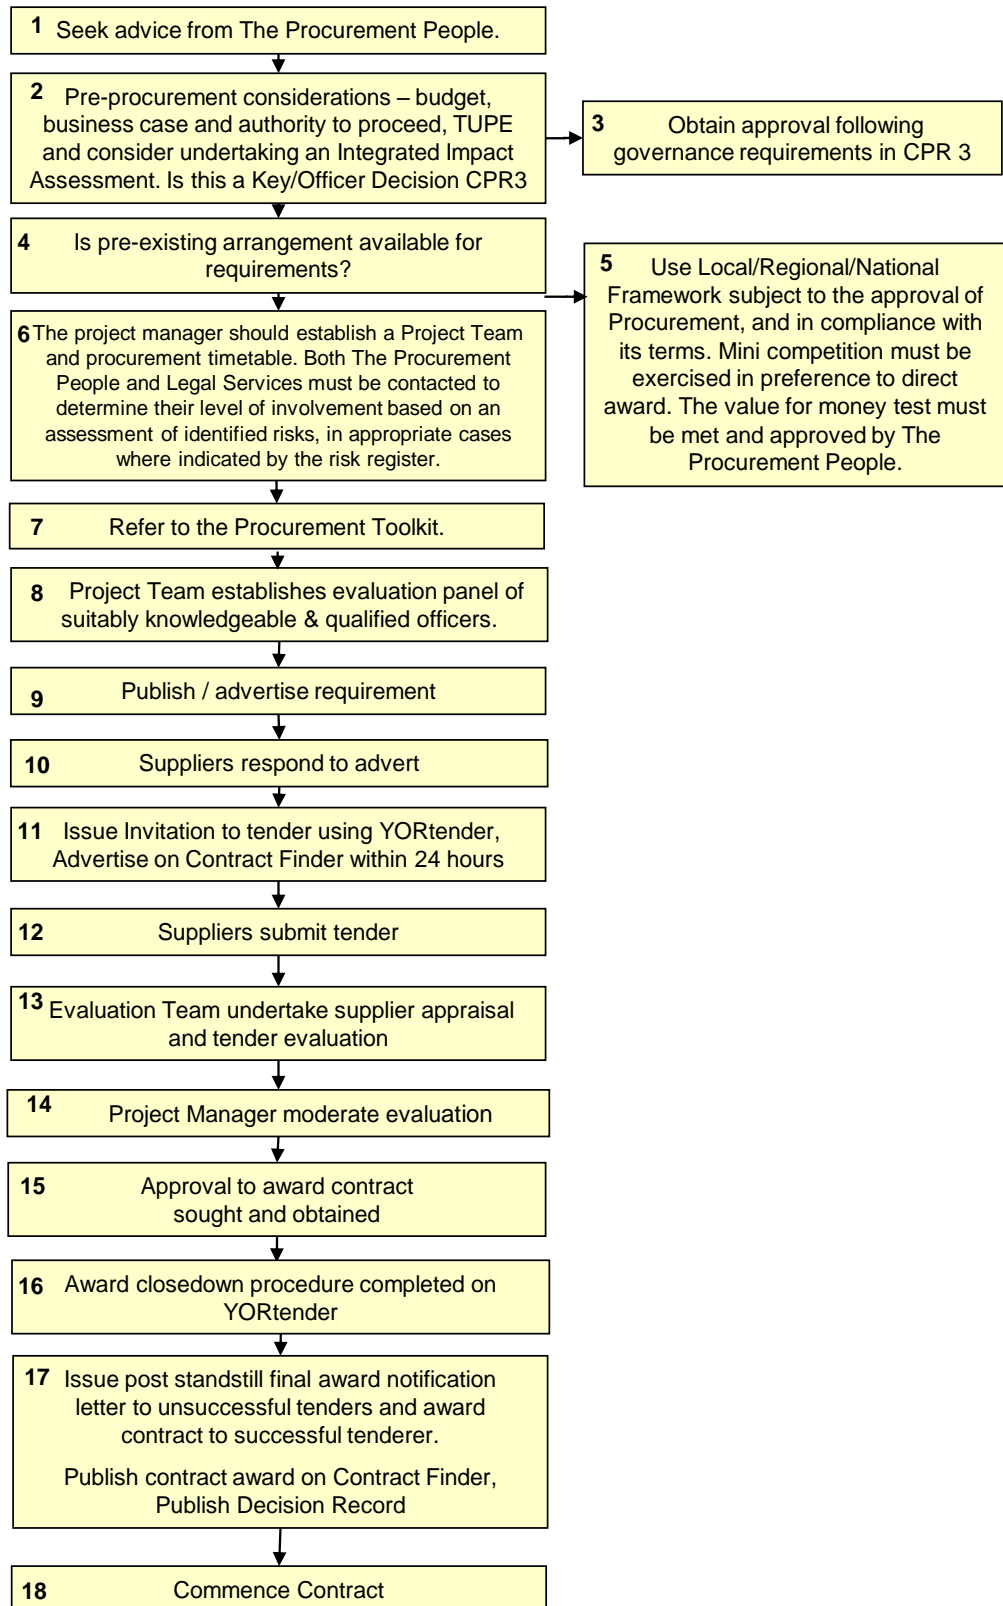 1 Seek advice from The Procurement People.
2 Pre-procurement considerations – budget,
business case and authority to proceed, TUPE
and consider undertaking an Integrated Impact
Assessment. Is this a Key/Officer Decision CPR3
3 Obtain approval following
governance requirements in CPR 3
4 Is pre-existing arrangement available for
requirements?
5 Use Local/Regional/National
Framework subject to the approval of
Procurement, and in compliance with
its terms. Mini competition must be
exercised in preference to direct
award. The value for money test must
be met and approved by The
Procurement People.
6 The project manager should establish a Project Team
and procurement timetable. Both The Procurement
People and Legal Services must be contacted to
determine their level of involvement based on an
assessment of identified risks, in appropriate cases
where indicated by the risk register.
7 Refer to the Procurement Toolkit.
8 Project Team establishes evaluation panel of
suitably knowledgeable & qualified officers.
9 Publish / advertise requirement
10 Suppliers respond to advert
11 Issue Invitation to tender using YORtender,
Advertise on Contract Finder within 24 hours
12 Suppliers submit tender
13 Evaluation Team undertake supplier appraisal
and tender evaluation
14 Project Manager moderate evaluation
15 Approval to award contract
sought and obtained
16 Award closedown procedure completed on
YORtender
17 Issue post standstill final award notification
letter to unsuccessful tenders and award
contract to successful tenderer.
Publish contract award on Contract Finder,
Publish Decision Record
18 Commence Contract